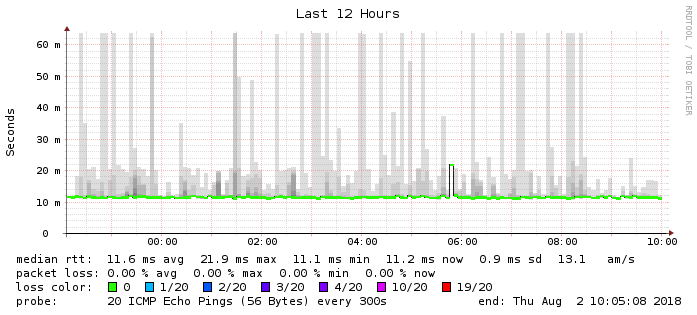 Last 12 Hours
RRDTOOL / TOBI OETIKER
Seconds
60 m
50 m
40 m
30 m
20 m
10 m
0
00:00 02:00 04:00 06:00 08:00 10:00
median rtt: 11.6 ms avg 21.9 ms max 11.1 ms min 11.2 ms now 0.9 ms sd 13.1 am/s
packet loss: 0.00 % avg 0.00 % max 0.00 % min 0.00 % now
loss color: 0 1/20 2/20 3/20 4/20 10/20 19/20
probe: 20 ICMP Echo Pings (56 Bytes) every 300s end: Thu Aug 2 10:05:08 2018